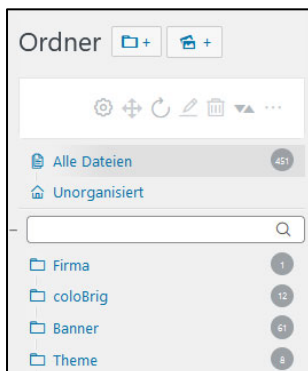 Ordner + +
Alle Dateien 451
Unorganisiert
Firma 1
coloBrig 12
Banner 61
Theme 8